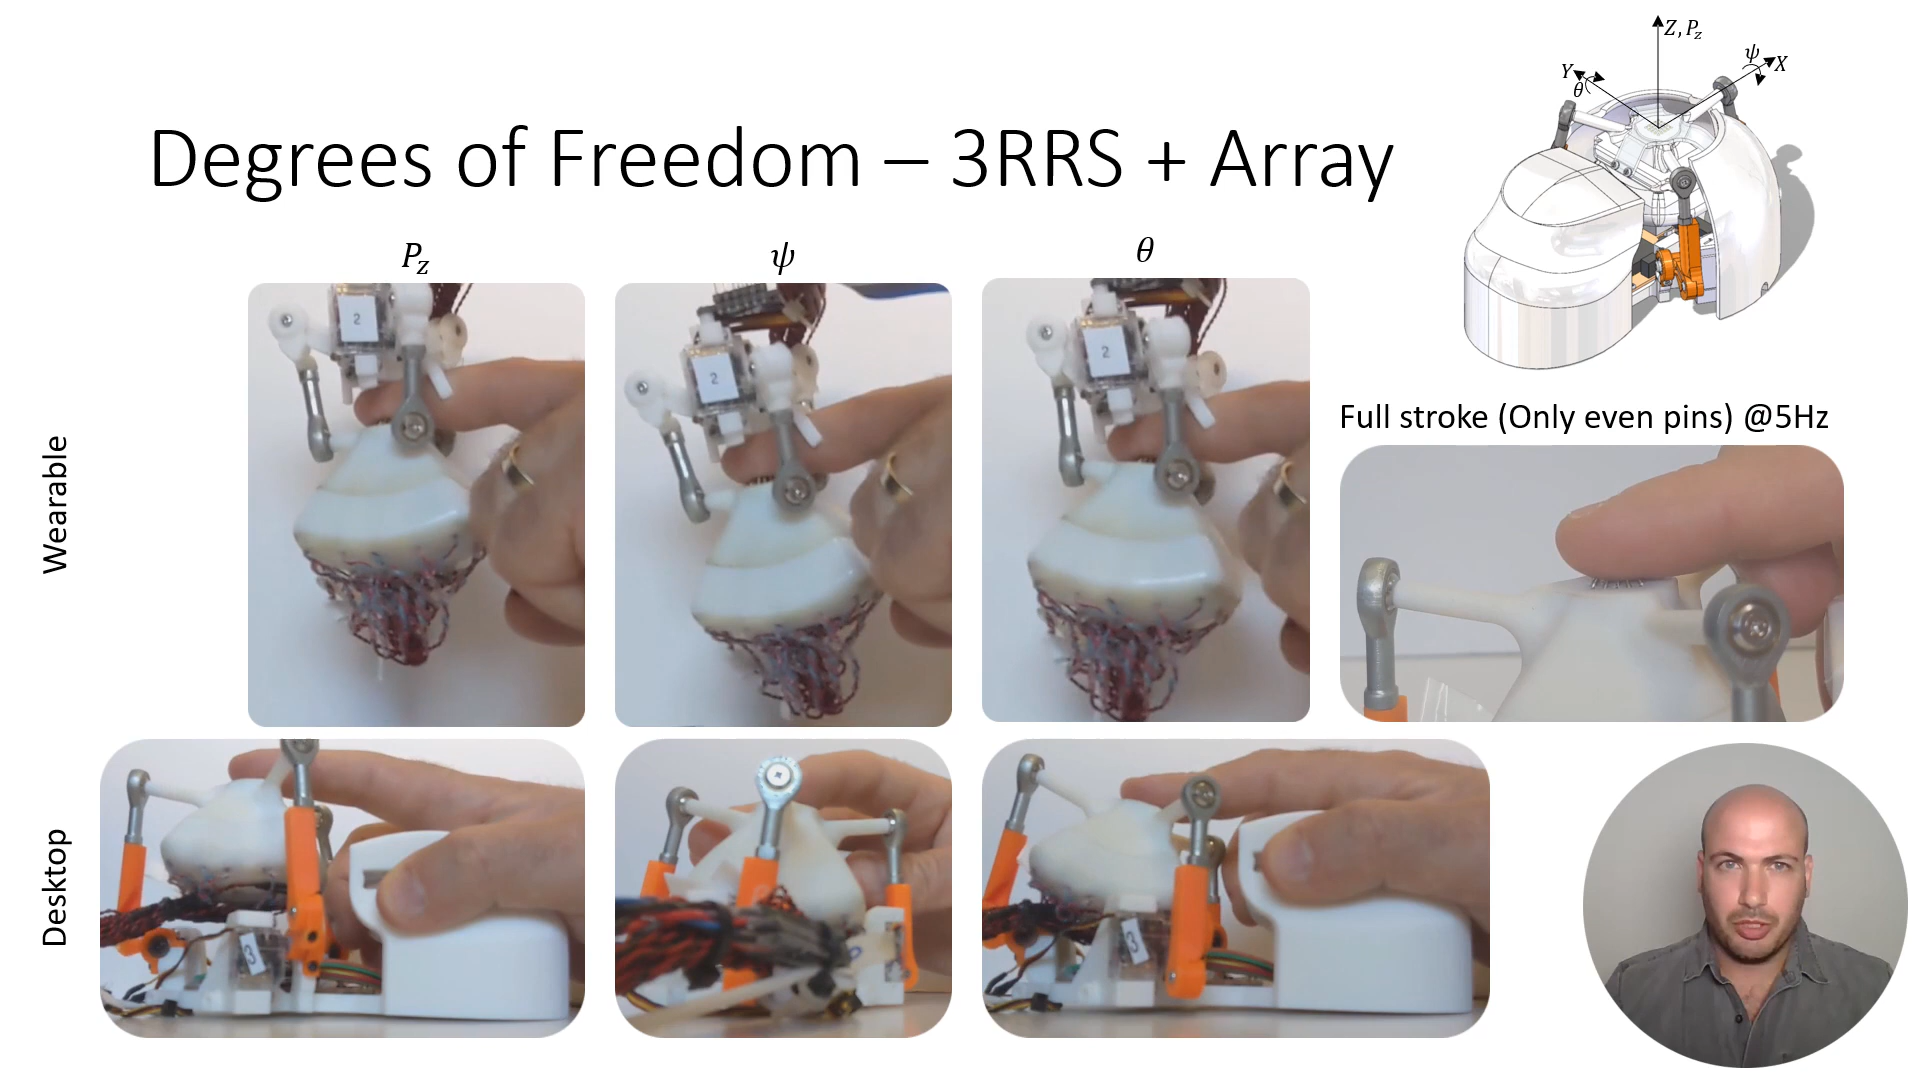 Z, P_z
ψ
X
Y
θ
Degrees of Freedom – 3RRS + Array
P_z
ψ
θ
Wearable
2
2
2
Full stroke (Only even pins) @5Hz
Desktop
3
3